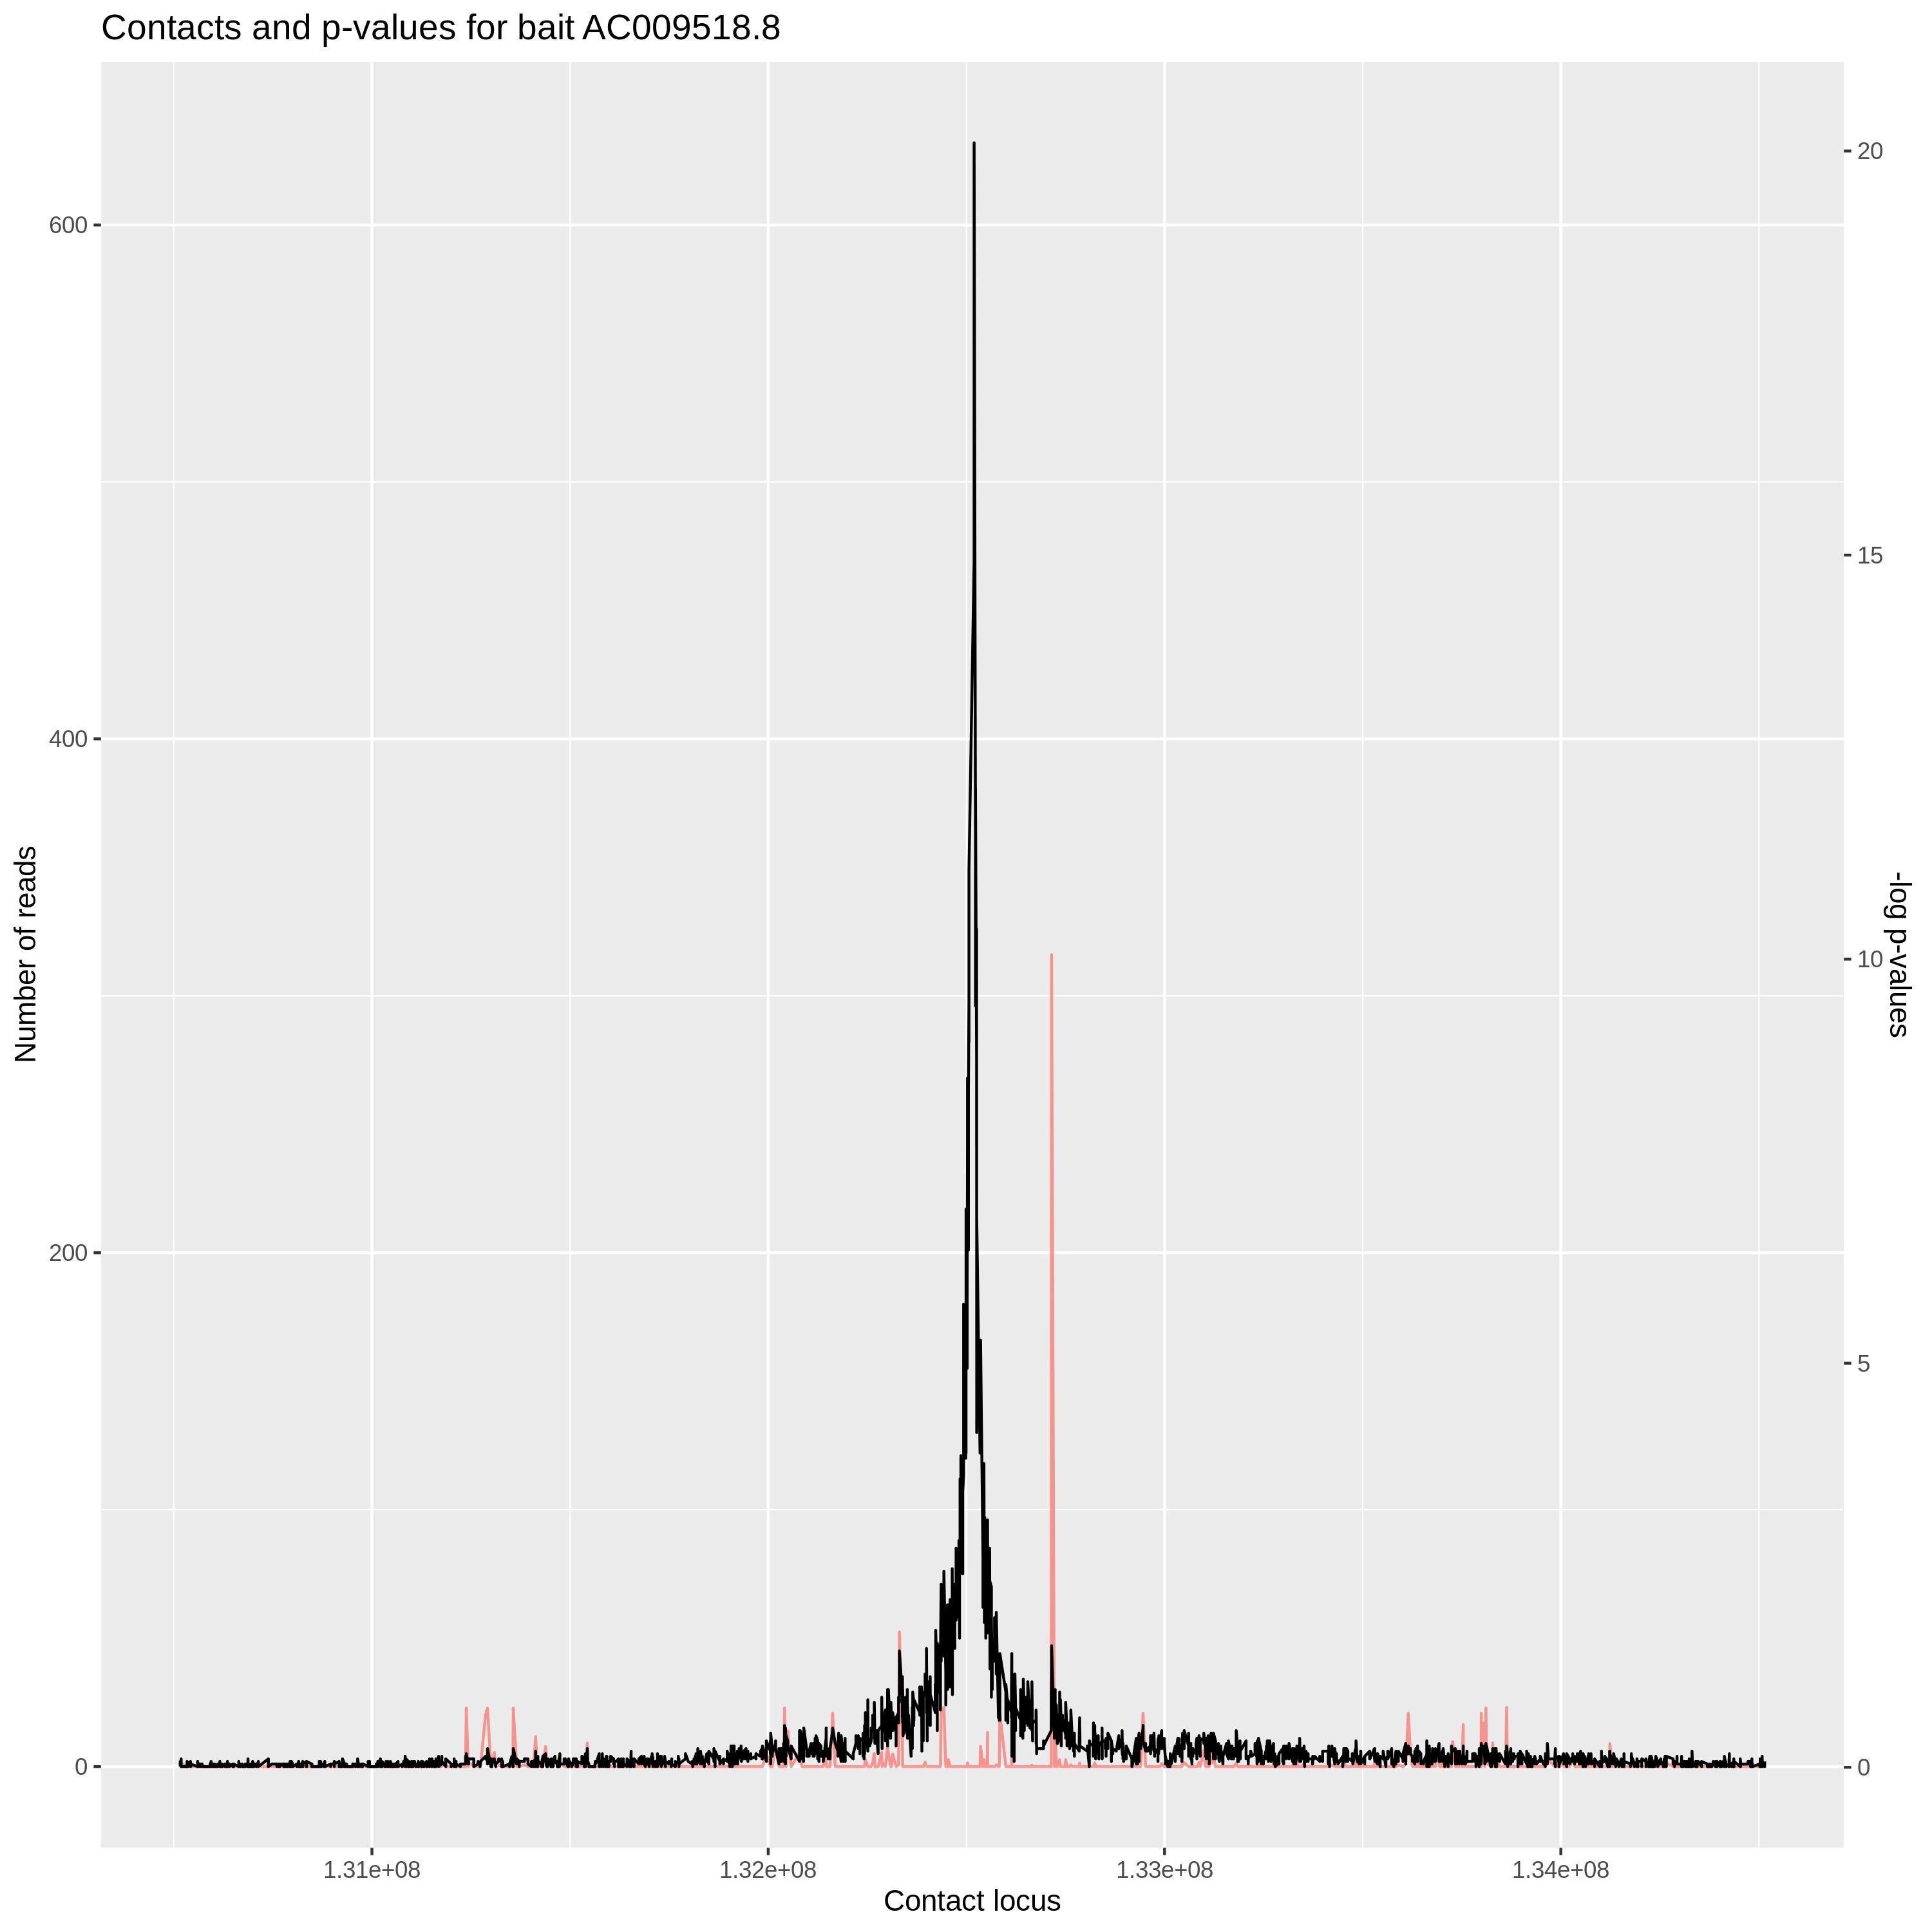 Contacts and p-values for bait AC009518.8
600
400
200
0
Number of reads
20
15
10
5
0
-log p-values
1.31e+08
1.32e+08
1.33e+08
1.34e+08
Contact locus